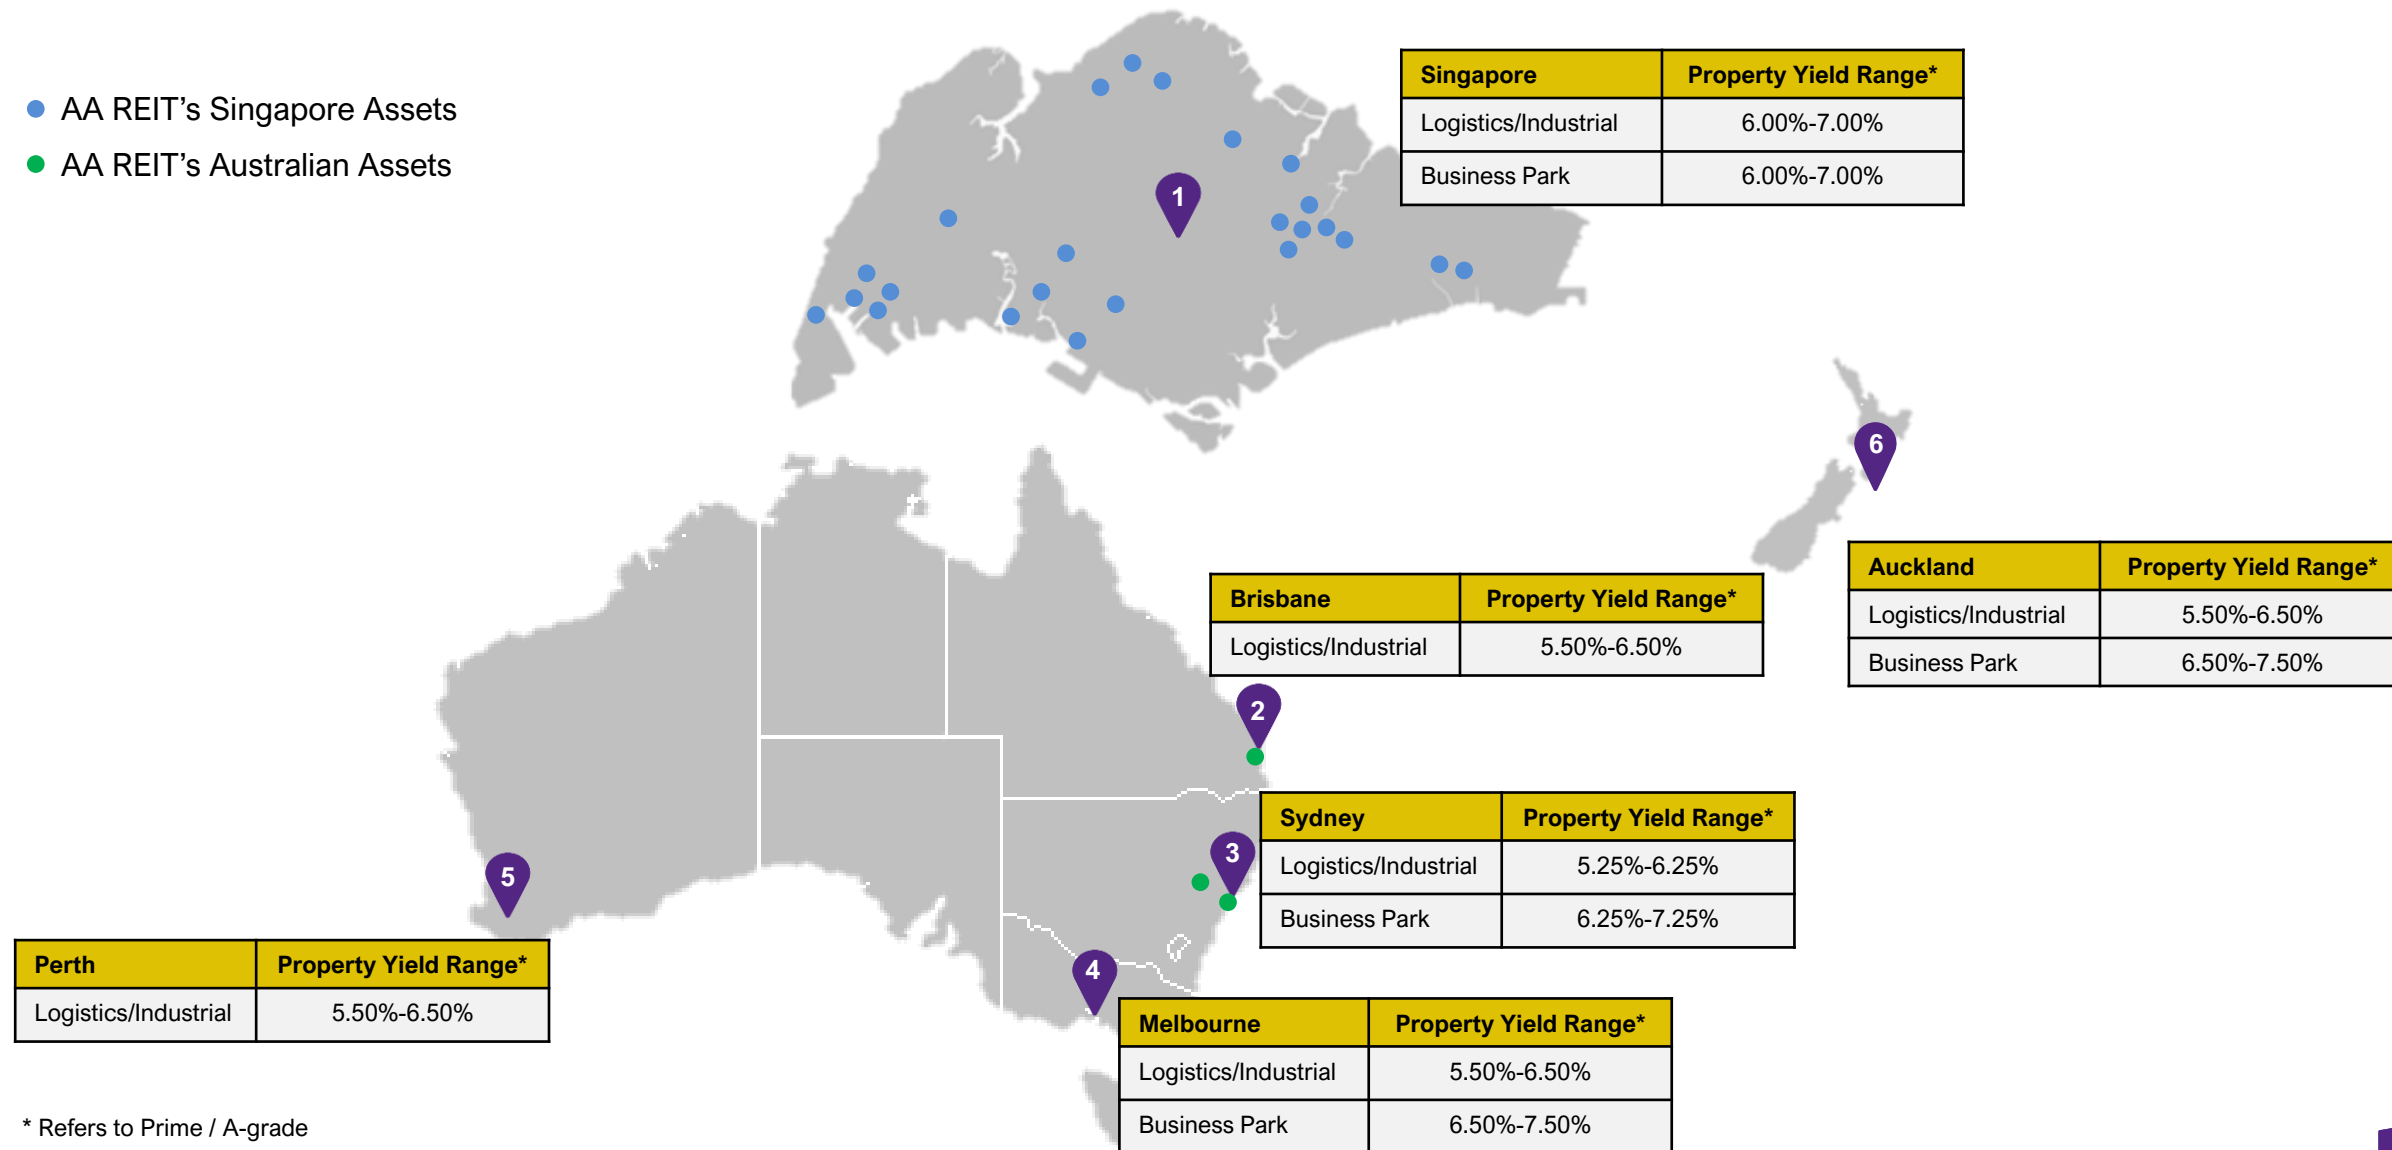 AA REIT’s Singapore Assets
AA REIT’s Australian Assets
Singapore Property Yield Range*
Logistics/Industrial 6.00%-7.00%
Business Park 6.00%-7.00%
1
6
Auckland Property Yield Range*
Logistics/Industrial 5.50%-6.50%
Business Park 6.50%-7.50%
Brisbane Property Yield Range*
Logistics/Industrial 5.50%-6.50%
2
Sydney Property Yield Range*
Logistics/Industrial 5.25%-6.25%
Business Park 6.25%-7.25%
3
5
Perth Property Yield Range*
Logistics/Industrial 5.50%-6.50%
4
Melbourne Property Yield Range*
Logistics/Industrial 5.50%-6.50%
Business Park 6.50%-7.50%
* Refers to Prime / A-grade